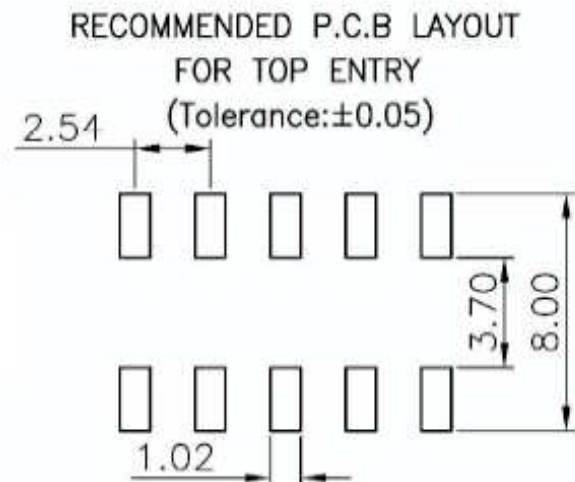 RECOMMENDED P.C.B LAYOUT
FOR TOP ENTRY
(Tolerance:±0.05)
2.54
3.70
8.00
1.02